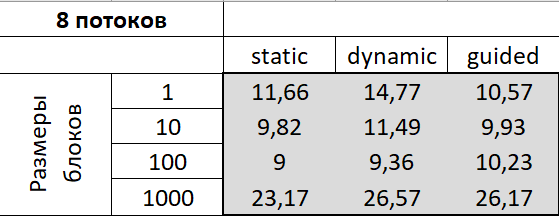 8 потоков
static dynamic guided
Размеры блоков
1 11,66 14,77 10,57
10 9,82 11,49 9,93
100 9 9,36 10,23
1000 23,17 26,57 26,17